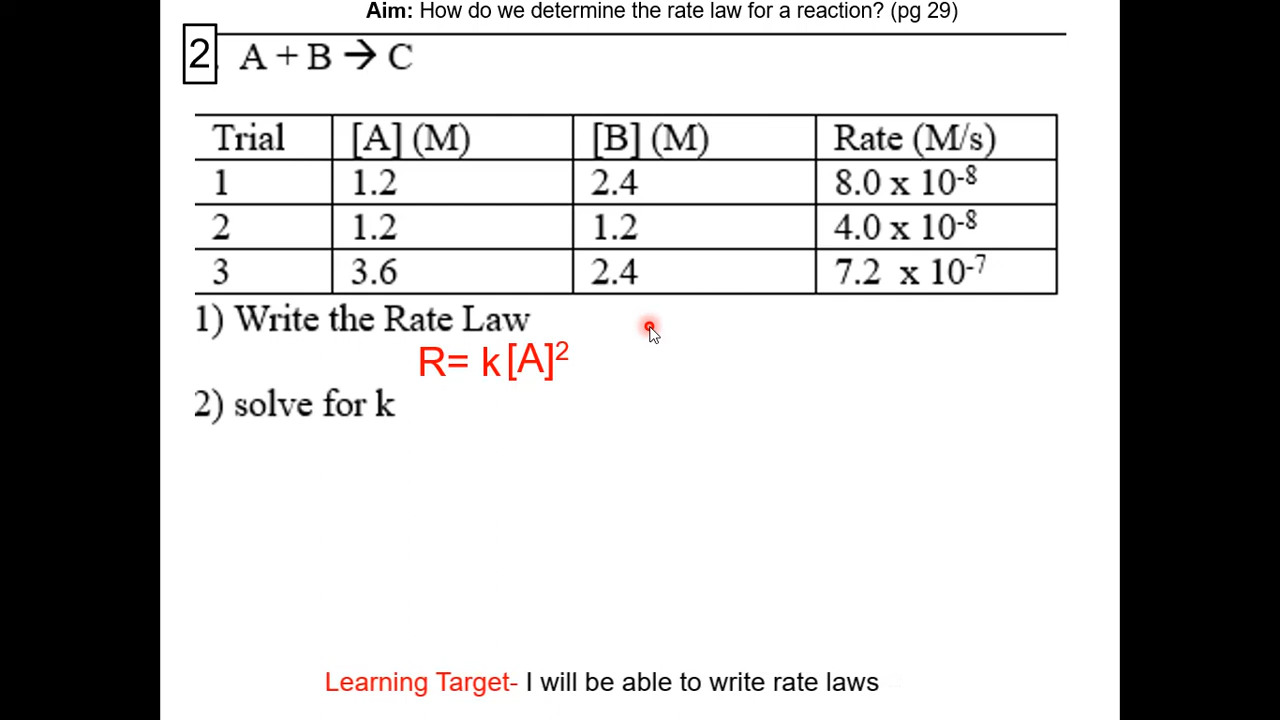 Aim: How do we determine the rate law for a reaction? (pg 29)
2. A + B → C
Trial [A] (M) [B] (M) Rate (M/s)
1 1.2 2.4 8.0 x 10⁻⁸
2 1.2 1.2 4.0 x 10⁻⁸
3 3.6 2.4 7.2 x 10⁻⁷
1) Write the Rate Law
R= k[A]²
2) solve for k
Learning Target- I will be able to write rate laws